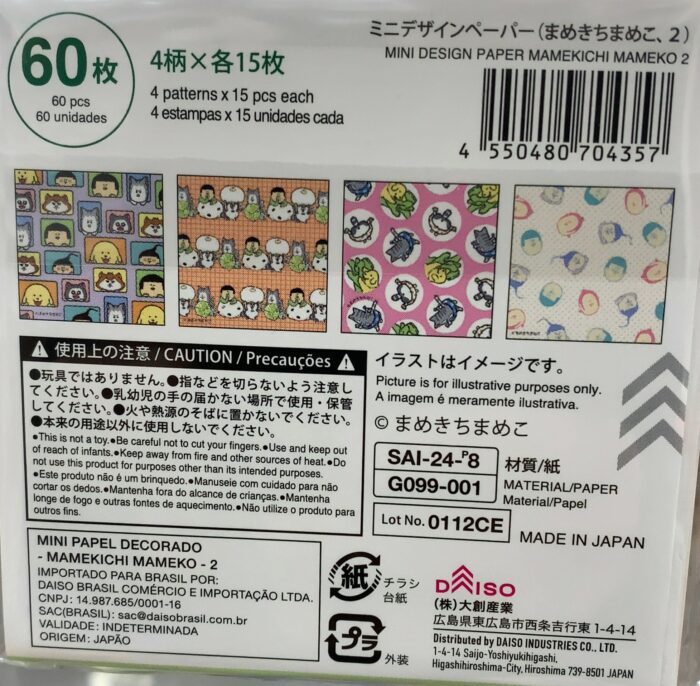 60枚
60 pcs
60 unidades
4柄×各15枚
4 patterns x 15 pcs each
4 estampas x 15 unidades cada
ミニデザインペーパー（まめきちまめこ、2）
MINI DESIGN PAPER MAMEKICHI MAMEKO 2
4 550480 704357
使用上の注意 / CAUTION / Precauções
●玩具ではありません。●指などを切らないよう注意し
てください。●乳幼児の手の届かない場所で使用・保管
してください。●火や熱源のそばに置かないでください。
●本来の用途以外に使用しないでください。
●This is not a toy.●Be careful not to cut your fingers.●Use and keep out
of reach of infants.●Keep away from fire and other sources of heat.●Do
not use this product for purposes other than its intended purposes.
●Este produto não é um brinquedo.●Manuseie com cuidado para não
cortar os dedos.●Mantenha fora do alcance de crianças.●Mantenha
longe de fogo e outras fontes de aquecimento.●Não utilize o produto para
outros fins.
イラストはイメージです。
Picture is for illustrative purposes only.
A imagem é meramente ilustrativa.
© まめきちまめこ
SAI-24-P8
G099-001
材質/紙
MATERIAL/PAPER
Material/Papel
Lot No. 0112CE
MADE IN JAPAN
MINI PAPEL DECORADO
- MAMEKICHI MAMEKO - 2
IMPORTADO PARA BRASIL POR:
DAISO BRASIL COMÉRCIO E IMPORTAÇÃO LTDA.
CNPJ: 14.987.685/0001-16
SAC(BRASIL): sac@daisobrasil.com.br
VALIDADE: INDETERMINADA
ORIGEM: JAPÃO
紙
チラシ
台紙
プラ
外装
DAISO
(株)大創産業
広島県東広島市西条吉行東 1-4-14
Distributed by DAISO INDUSTRIES CO., LTD.
1-4-14 Saijo-Yoshiyukihigashi,
Higashihiroshima-City, Hiroshima 739-8501 JAPAN